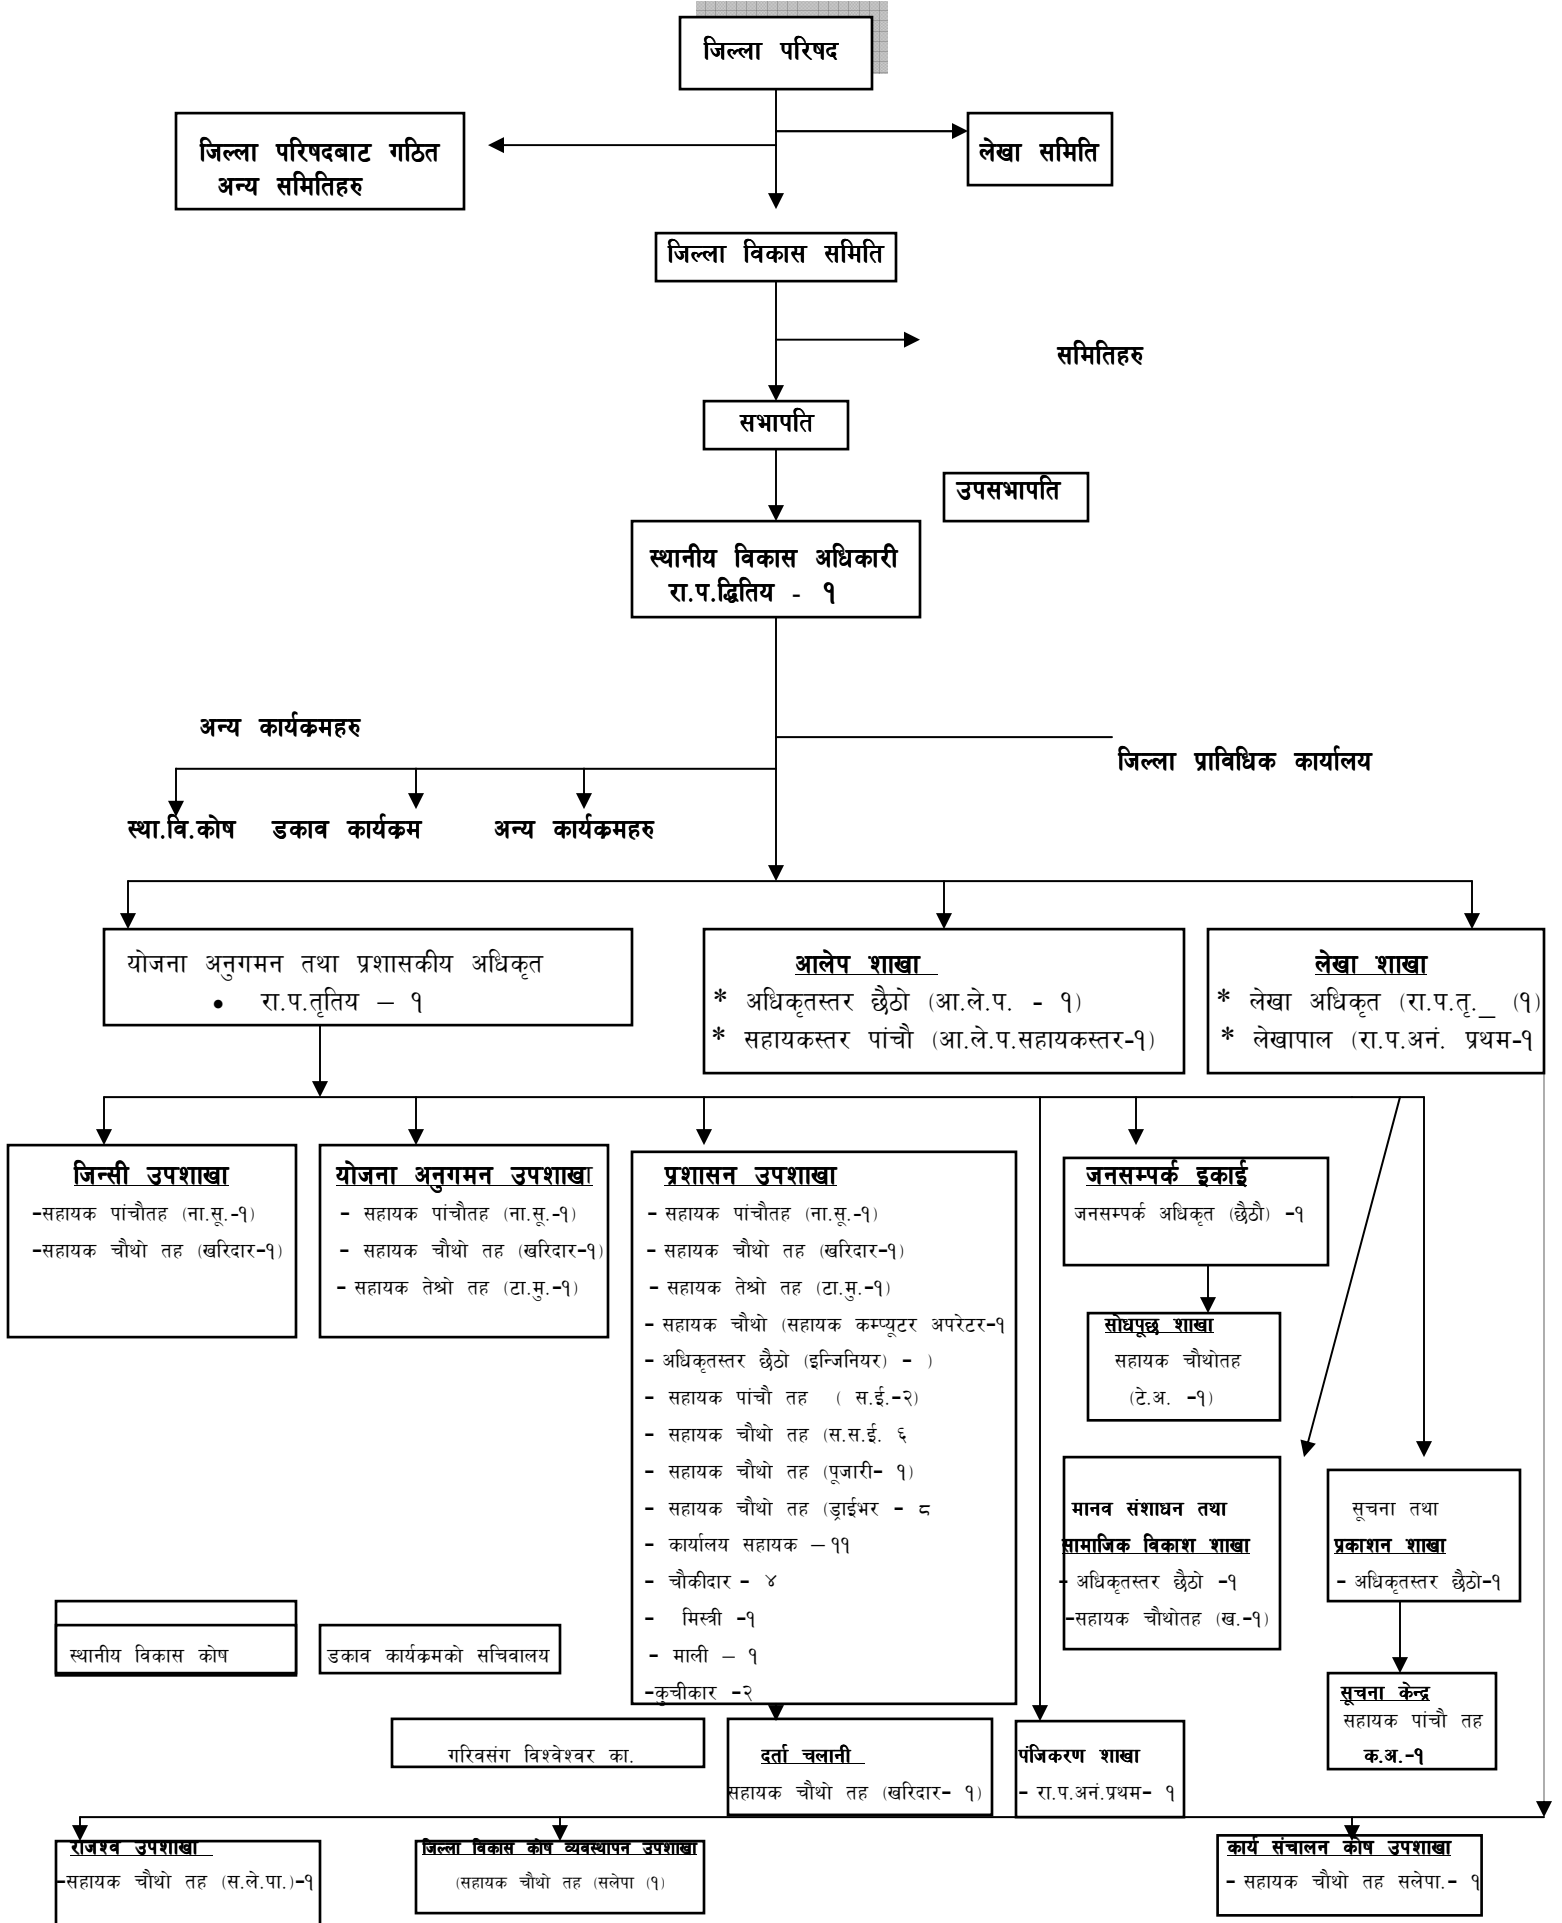 जिल्ला परिषद
जिल्ला परिषदबाट गठित
अन्य समितिहरु
लेखा समिति
जिल्ला विकास समिति
समितिहरु
सभापति
उपसभापति
स्थानीय विकास अधिकारी
रा.प.द्धितिय - १
अन्य कार्यक्रमहरु
जिल्ला प्राविधिक कार्यालय
स्था.वि.कोष डकाव कार्यक्रम अन्य कार्यक्रमहरु
योजना अनुगमन तथा प्रशासकीय अधिकृत
• रा.प.तृतिय – १
आलेप शाखा
* अधिकृतस्तर छैठो (आ.ले.प. - १)
* सहायकस्तर पांचौ (आ.ले.प.सहायकस्तर-१)
लेखा शाखा
* लेखा अधिकृत (रा.प.तृ._ (१)
* लेखापाल (रा.प.अनं. प्रथम-१
जिन्सी उपशाखा
-सहायक पांचौतह (ना.सू.-१)
-सहायक चौथो तह (खरिदार-१)
योजना अनुगमन उपशाखा
- सहायक पांचौतह (ना.सू.-१)
- सहायक चौथो तह (खरिदार-१)
- सहायक तेश्रो तह (टा.मु.-१)
प्रशासन उपशाखा
- सहायक पांचौतह (ना.सू.-१)
- सहायक चौथो तह (खरिदार-१)
- सहायक तेश्रो तह (टा.मु.-१)
- सहायक चौथो (सहायक कम्प्यूटर अपरेटर-१
- अधिकृतस्तर छैठो (इन्जिनियर) - )
- सहायक पांचौ तह ( स.ई.-२)
- सहायक चौथो तह (स.स.ई. ६
- सहायक चौथो तह (पूजारी- १)
- सहायक चौथो तह (ड्राईभर - ८
- कार्यालय सहायक – ११
- चौकीदार - ४
- मिस्त्री -१
- माली – १
-कुचीकार -२
जनसम्पर्क इकाई
जनसम्पर्क अधिकृत (छैठौ) -१
सोधपूछ शाखा
सहायक चौथोतह
(टे.अ. -१)
मानव संशाधन तथा
सामाजिक विकाश शाखा
- अधिकृतस्तर छैठो -१
-सहायक चौथोतह (ख.-१)
सूचना तथा
प्रकाशन शाखा
- अधिकृतस्तर छैठो-१
सूचना केन्द्र
सहायक पांचौ तह
क.अ.-१
स्थानीय विकास कोष
डकाव कार्यक्रमको सचिवालय
गरिवसंग विश्वेश्वर का.
दर्ता चलानी
सहायक चौथो तह (खरिदार- १)
पंजिकरण शाखा
- रा.प.अनं.प्रथम- १
राजश्व उपशाखा
-सहायक चौथो तह (स.ले.पा.)-१
जिल्ला विकास कोष व्यवस्थापन उपशाखा
(सहायक चौथो तह (सलेपा (१)
कार्य संचालन कोष उपशाखा
- सहायक चौथो तह सलेपा.- १